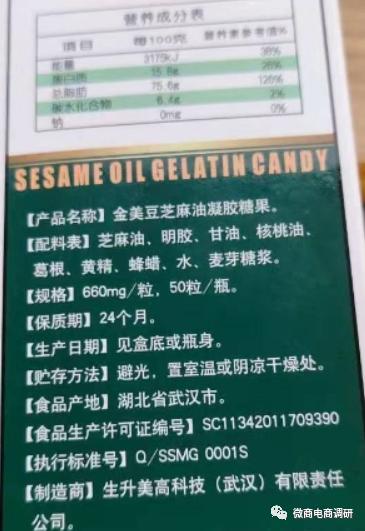 营养成分表
项目 每100克 营养素参考值%
能量 3175kJ 38%
蛋白质 15.8g 26%
总脂肪 75.6g 126%
碳水化合物 6.4g 2%
钠 0mg 0%
SESAME OIL GELATIN CANDY
【产品名称】金美豆芝麻油凝胶糖果。
【配料表】芝麻油、明胶、甘油、核桃油、
葛根、黄精、蜂蜡、水、麦芽糖浆。
【规格】660mg/粒，50粒/瓶。
【保质期】24个月。
【生产日期】见盒底或瓶身。
【贮存方法】避光，置室温或阴凉干燥处。
【食品产地】湖北省武汉市。
【食品生产许可证编号】SC11342011709390
【执行标准号】Q/SSMG 0001S
【制造商】生升美高科技（武汉）有限责任
公司。
微商电商调研